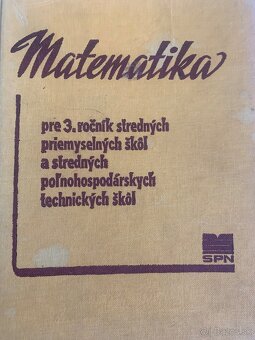 Matematika
pre 3. ročník stredných
priemyselných škôl
a stredných
poľnohospodárskych
technických škôl
SPN